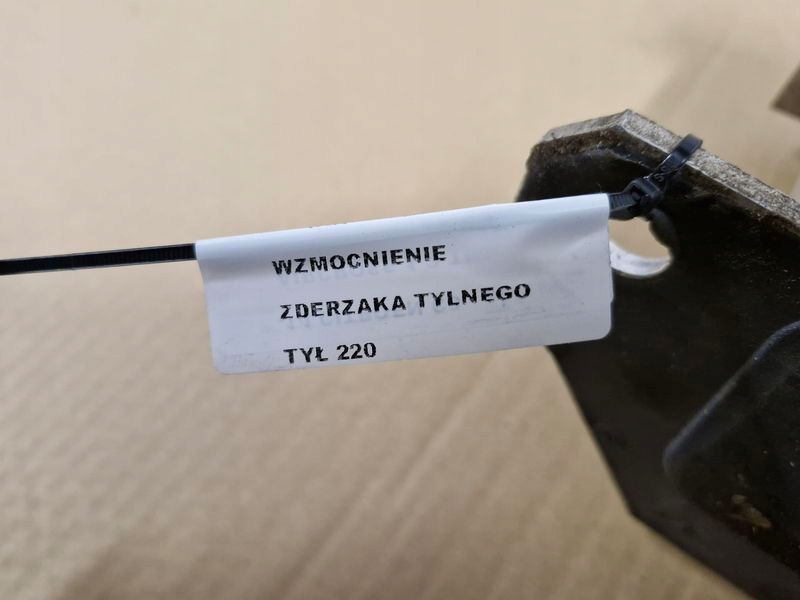 WZMOCNIENIE
ZDERZAKA TYLNEGO
TYŁ 220